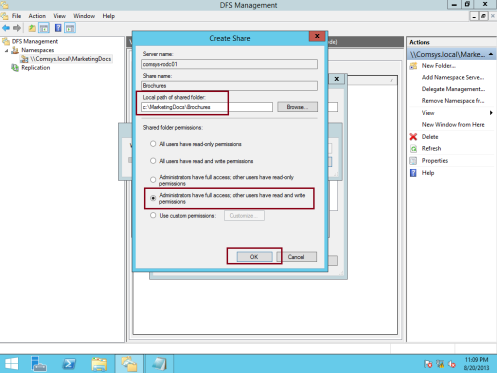 DFS Management
File Action View Window Help
DFS Management
Namespaces
\\Comsys.local\MarketingDocs
Replication
Create Share
X
Server name:
comsys-rodc01
Share name:
Brochures
Local path of shared folder:
c:\MarketingDocs\Brochures
Browse...
Shared folder permissions:
All users have read-only permissions
All users have read and write permissions
Administrators have full access; other users have read-only
permissions
Administrators have full access; other users have read and write
permissions
Use custom permissions:
Customize...
OK
Cancel
X
Actions
\\Comsys.local\Marke...
New Folder...
Add Namespace Serve...
Delegate Management...
Remove Namespace fr...
View
New Window from Here
Delete
Refresh
Properties
Help
11:09 PM
8/20/2013